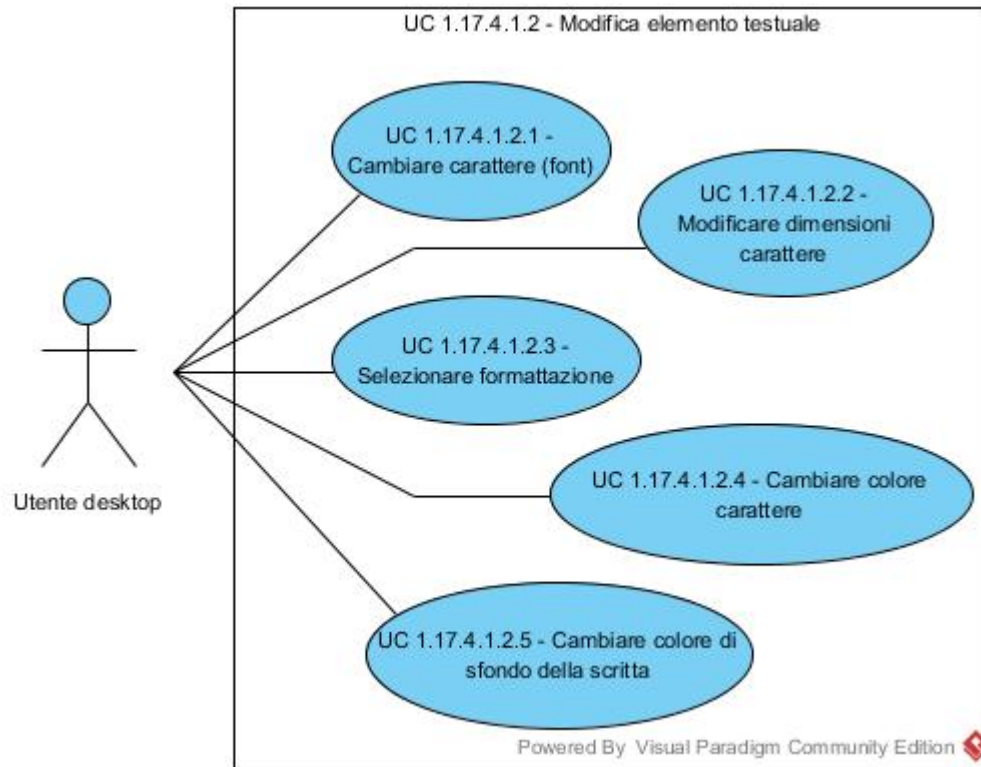 UC 1.17.4.1.2 - Modifica elemento testuale
UC 1.17.4.1.2.1 -
Cambiare carattere (font)
UC 1.17.4.1.2.2 -
Modificare dimensioni
carattere
UC 1.17.4.1.2.3 -
Selezionare formattazione
UC 1.17.4.1.2.4 - Cambiare colore
carattere
Utente desktop
UC 1.17.4.1.2.5 - Cambiare colore di
sfondo della scritta
Powered By Visual Paradigm Community Edition